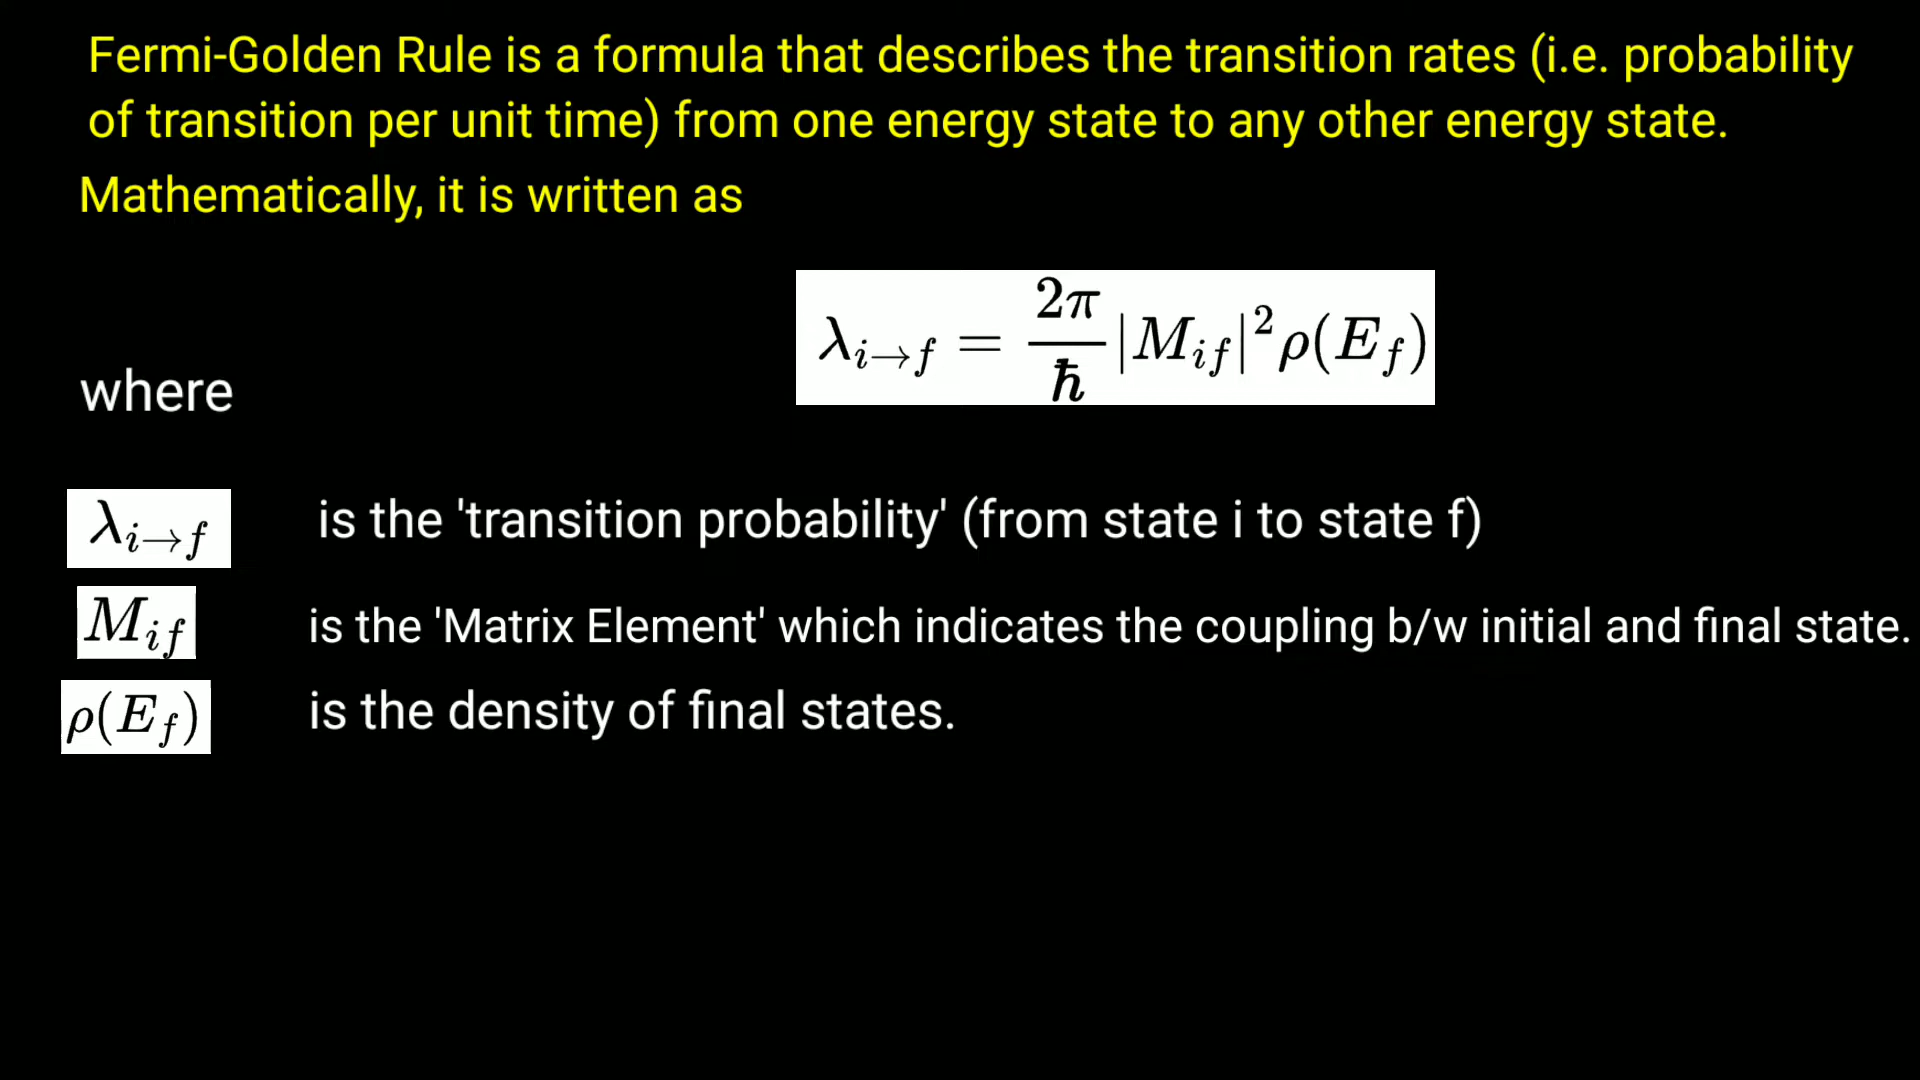 Fermi-Golden Rule is a formula that describes the transition rates (i.e. probability
of transition per unit time) from one energy state to any other energy state.
Mathematically, it is written as
λ_{i→f} = \frac{2π}{ℏ} |M_{if}|^2 ρ(E_f)
where
λ_{i→f} is the 'transition probability' (from state i to state f)
M_{if} is the 'Matrix Element' which indicates the coupling b/w initial and final state.
ρ(E_f) is the density of final states.